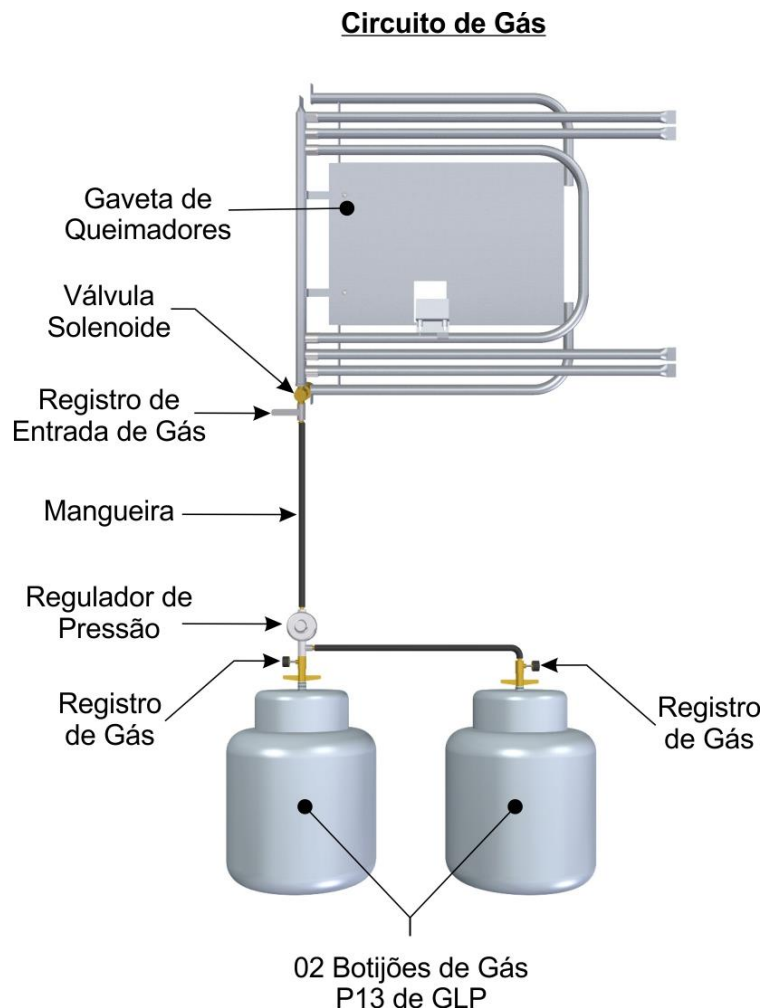 Circuito de Gás
Gaveta de
Queimadores
Válvula
Solenoide
Registro de
Entrada de Gás
Mangueira
Regulador de
Pressão
Registro
de Gás
Registro
de Gás
02 Botijões de Gás
P13 de GLP